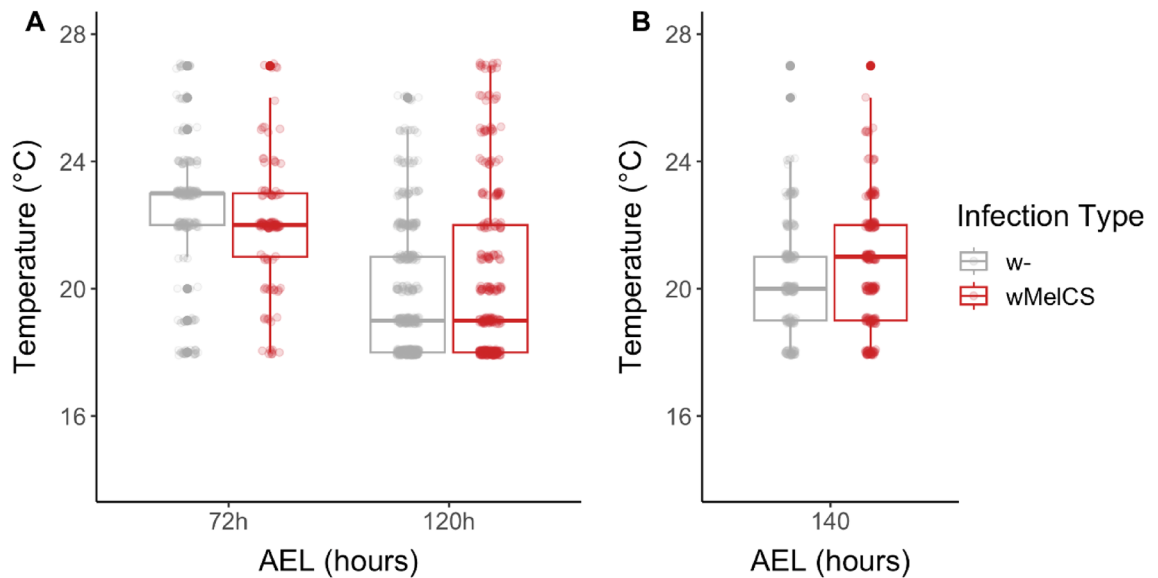 A
28
24
20
16
Temperature (°C)
72h 120h
AEL (hours)
B
28
24
20
16
Temperature (°C)
140
AEL (hours)
Infection Type
w-
wMelCS